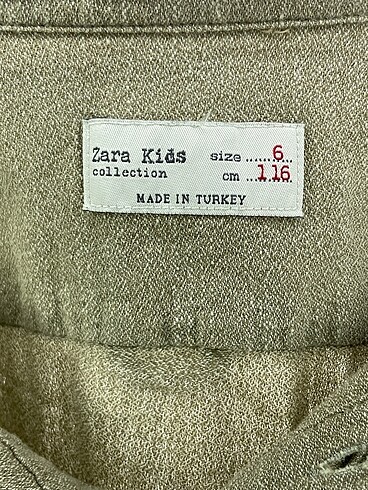 Zara Kids size ......6...
collection cm ...116...
MADE IN TURKEY